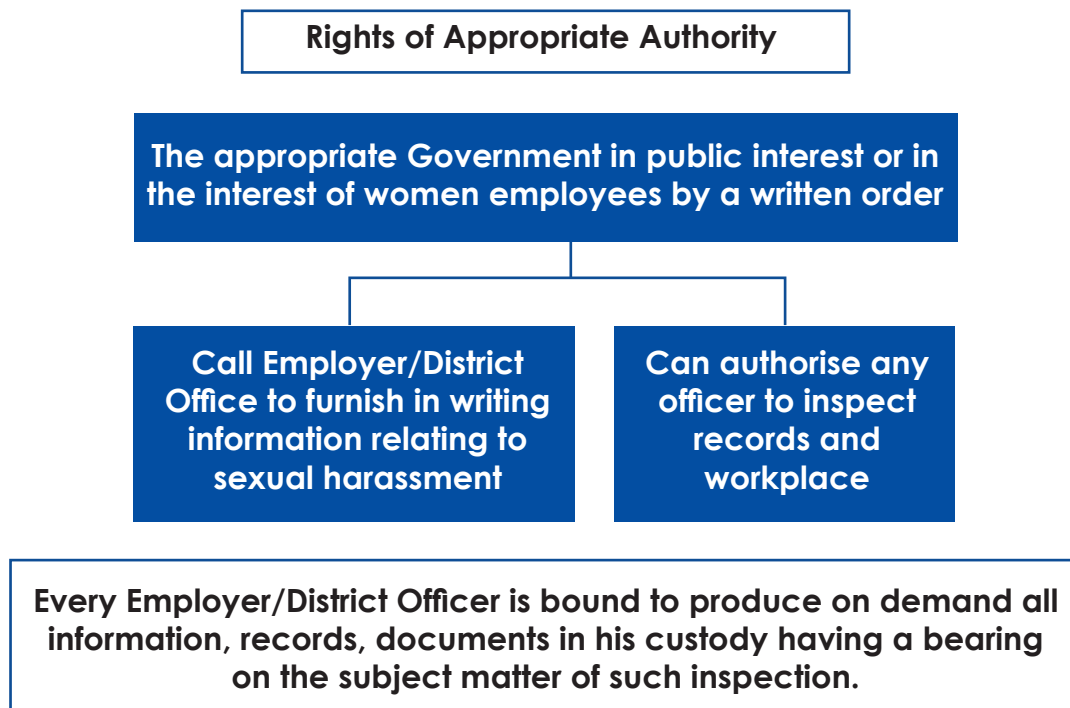 Rights of Appropriate Authority
The appropriate Government in public interest or in
the interest of women employees by a written order
Call Employer/District
Office to furnish in writing
information relating to
sexual harassment
Can authorise any
officer to inspect
records and
workplace
Every Employer/District Officer is bound to produce on demand all
information, records, documents in his custody having a bearing
on the subject matter of such inspection.